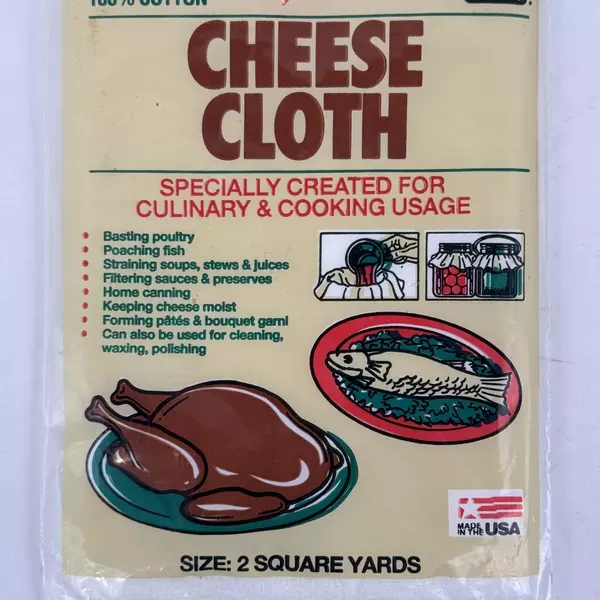 100% COTTON
CHEESE
CLOTH
SPECIALLY CREATED FOR
CULINARY & COOKING USAGE
• Basting poultry
• Poaching fish
• Straining soups, stews & juices
• Filtering sauces & preserves
• Home canning
• Keeping cheese moist
• Forming pâtés & bouquet garni
• Can also be used for cleaning,
waxing, polishing
MADE
IN THE USA
SIZE: 2 SQUARE YARDS